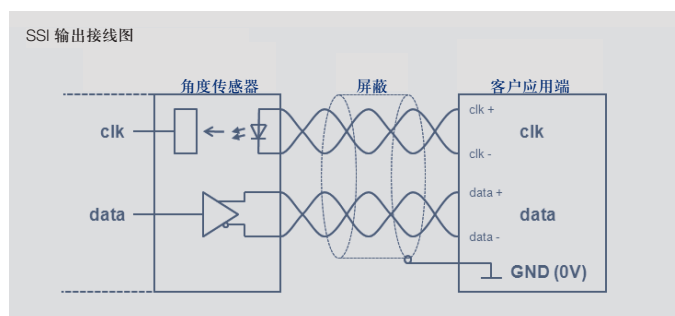 SSI 输出接线图
角度传感器
屏蔽
客户应用端
clk
clk +
clk
clk -
data
data +
data
data -
GND (0V)